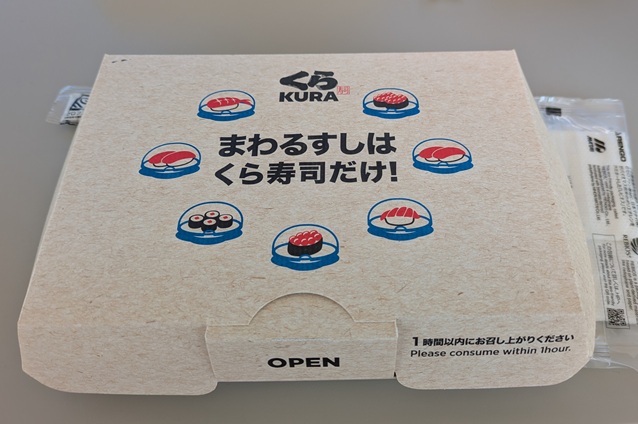 くら
KURA
まわるすしは
くら寿司だけ!
OPEN
1時間以内にお召し上がりください
Please consume within 1hour.